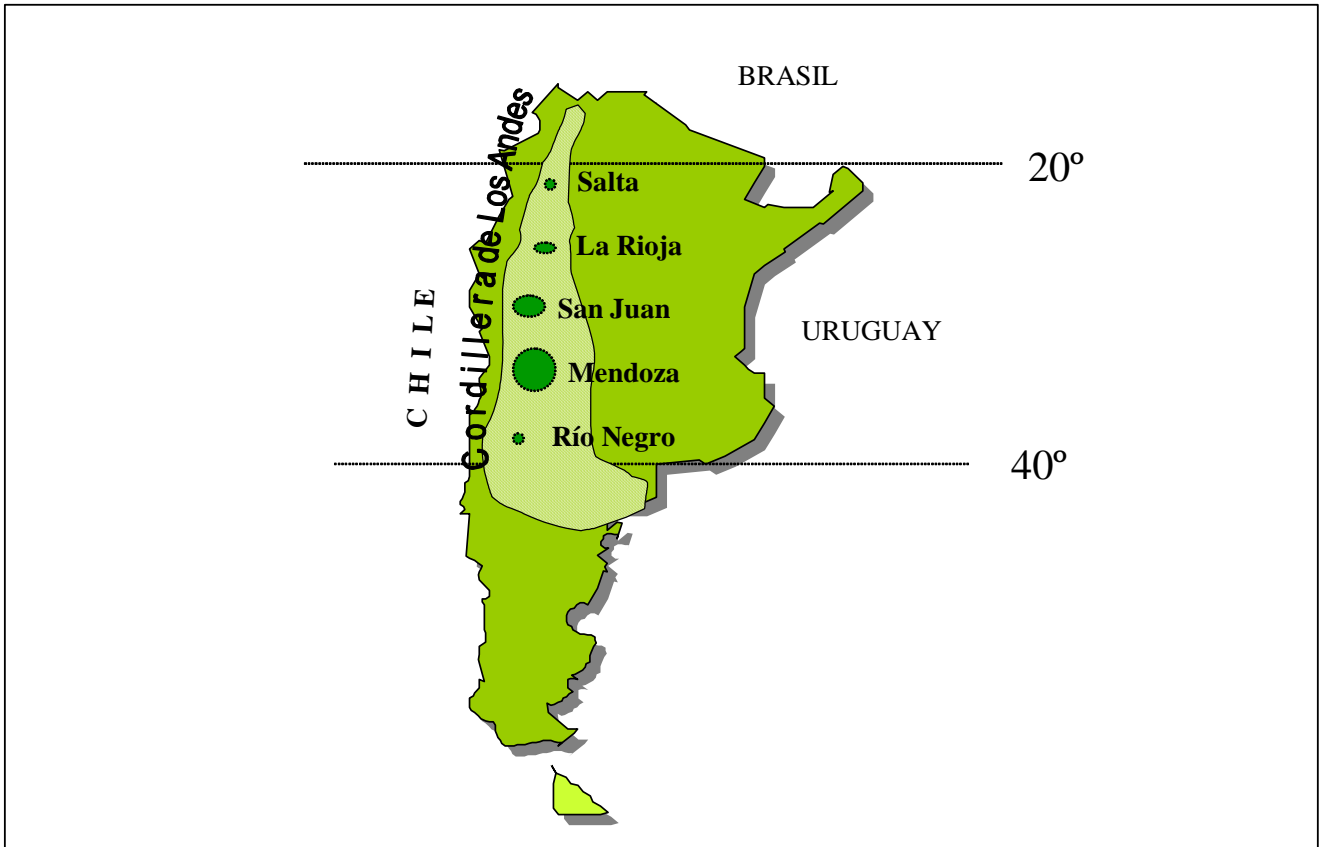 BRASIL
Cordillera de Los Andes
20º
Salta
La Rioja
CHILE
San Juan
URUGUAY
Mendoza
Río Negro
40º